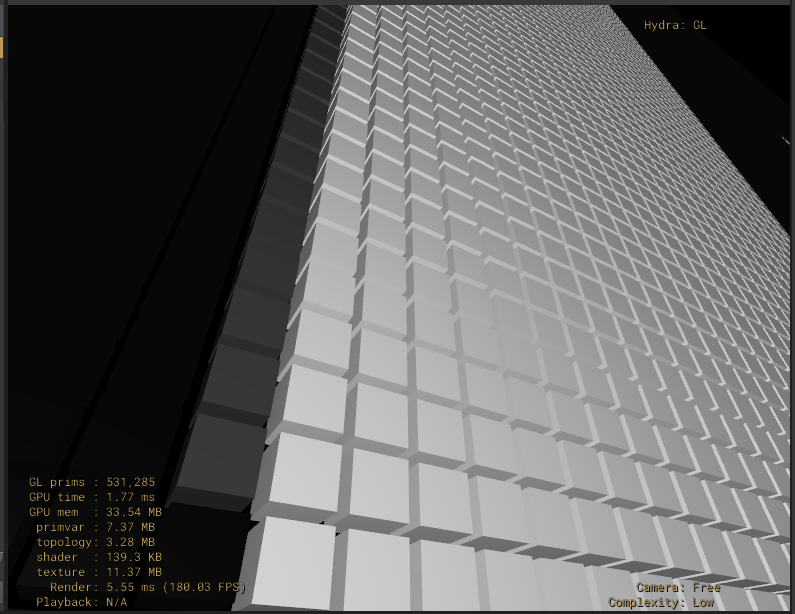 Hydra: GL
GL prims : 531,285
GPU time : 1.77 ms
GPU mem  : 33.54 MB
primvar : 7.37 MB
topology: 3.28 MB
shader  : 139.3 KB
texture : 11.37 MB
Render: 5.55 ms (180.03 FPS)
Playback: N/A
Camera: Free
Complexity: Low